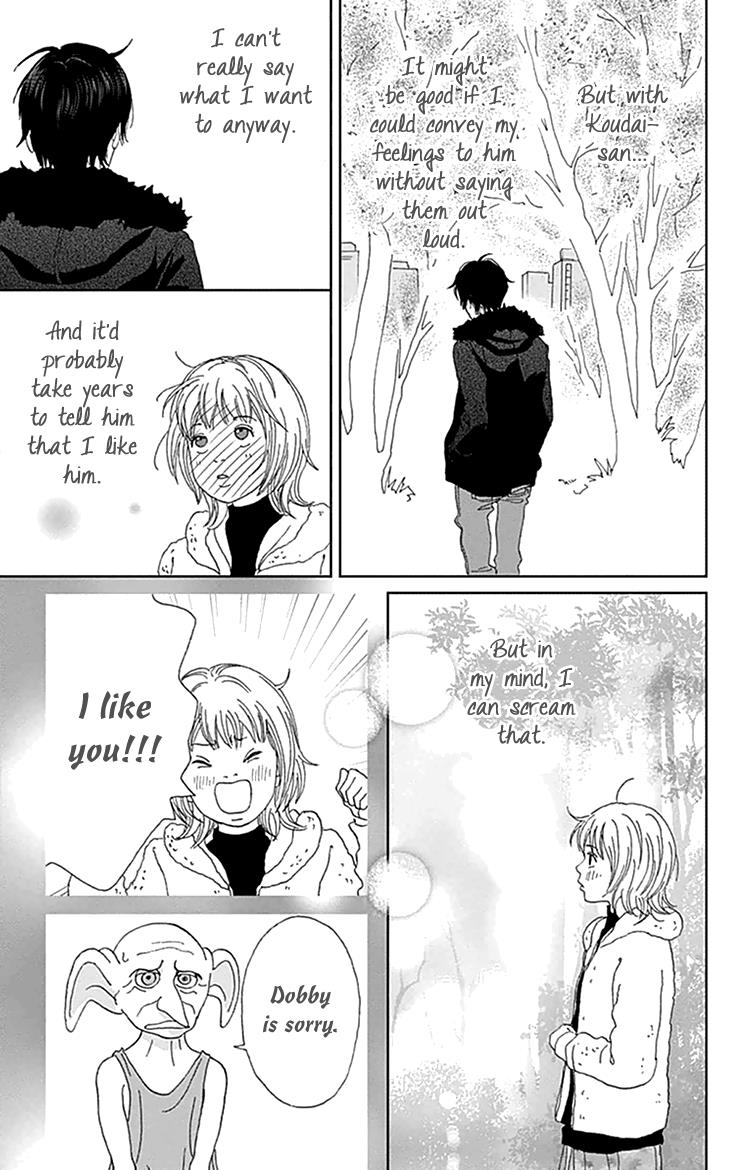 But with
Koudai-
san...
It might
be good if I
could convey my
feelings to him
without saying
them out
loud.
I can't
really say
what I want
to anyway.
And it'd
probably
take years
to tell him
that I like
him.
But in
my mind, I
can scream
that.
I like
you!!!
Dobby
is sorry.